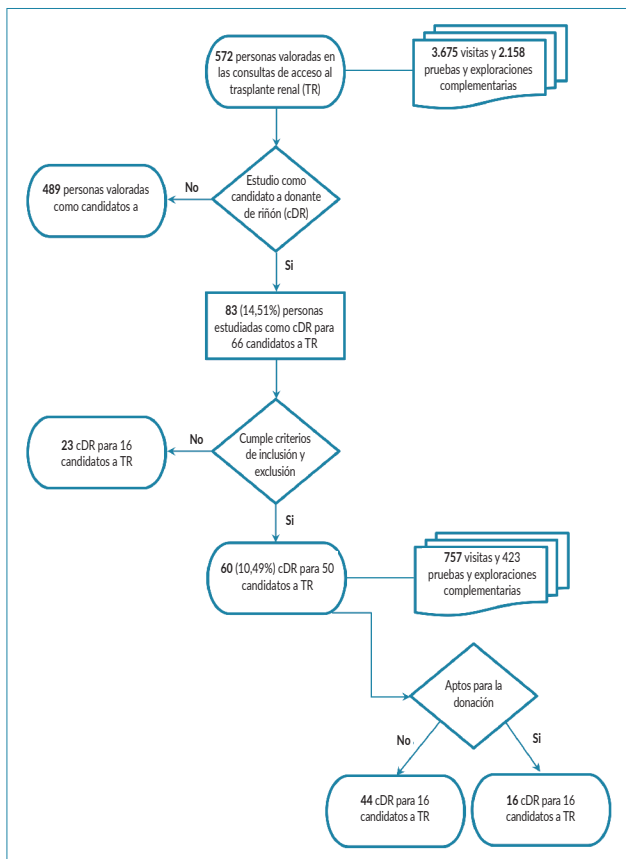 572 personas valoradas en
las consultas de acceso al
trasplante renal (TR)
3.675 visitas y 2.158
pruebas y exploraciones
complementarias
Estudio como
candidato a donante
de riñón (cDR)
No
489 personas valoradas
como candidatos a
Si
83 (14,51%) personas
estudiadas como cDR para
66 candidatos a TR
Cumple criterios
de inclusión y
exclusión
No
23 cDR para 16
candidatos a TR
Si
60 (10,49%) cDR para 50
candidatos a TR
757 visitas y 423
pruebas y exploraciones
complementarias
Aptos para la
donación
No
Si
44 cDR para 16
candidatos a TR
16 cDR para 16
candidatos a TR